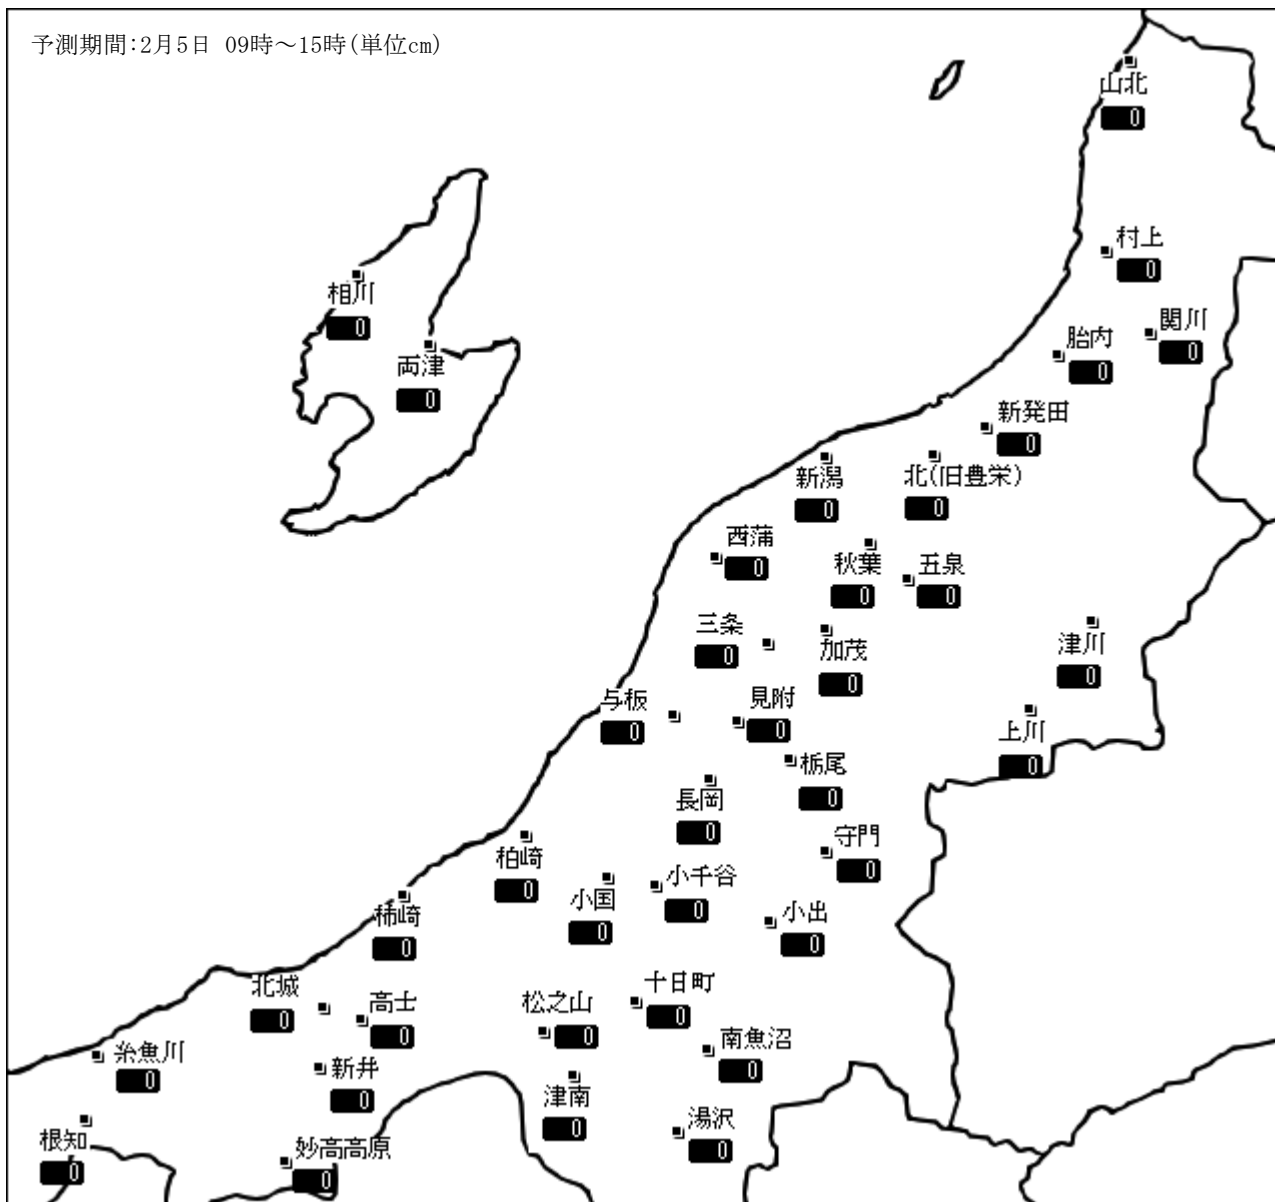 予測期間:2月5日 09時～15時(単位cm)
山北
0
村上
0
相川
0
関川
0
胎内
0
両津
0
新発田
0
新潟
0
北(旧豊栄)
0
西蒲
0
秋葉
0
五泉
0
三条
0
加茂
0
津川
0
与板
0
見附
0
上川
0
栃尾
0
長岡
0
守門
0
柏崎
0
小国
0
小千谷
0
柿崎
0
小出
0
北城
0
高士
0
松之山
0
十日町
0
糸魚川
0
新井
0
南魚沼
0
津南
0
湯沢
0
根知
0
妙高高原
0